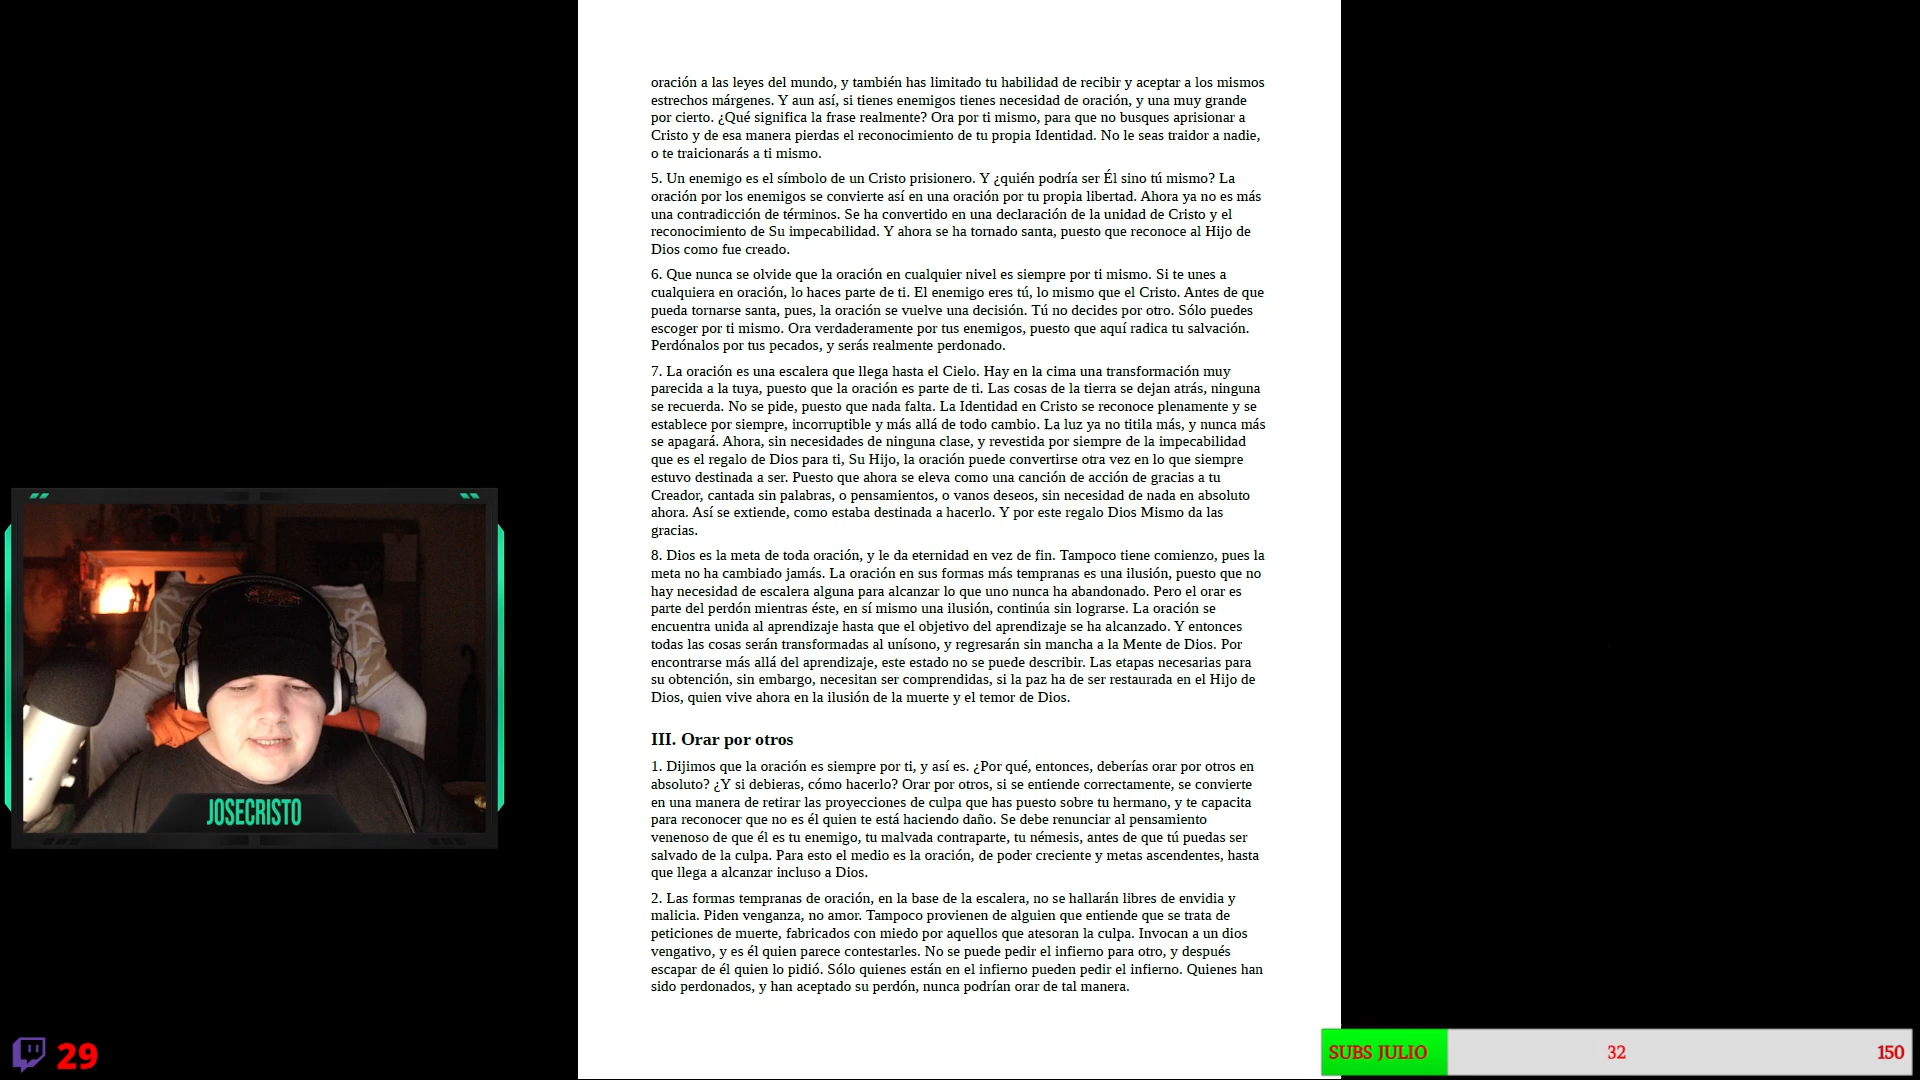 oración a las leyes del mundo, y también has limitado tu habilidad de recibir y aceptar a los mismos
estrechos márgenes. Y aun así, si tienes enemigos tienes necesidad de oración, y una muy grande
por cierto. ¿Qué significa la frase realmente? Ora por ti mismo, para que no busques aprisionar a
Cristo y de esa manera pierdas el reconocimiento de tu propia Identidad. No le seas traidor a nadie,
o te traicionarás a ti mismo.
5. Un enemigo es el símbolo de un Cristo prisionero. Y ¿quién podría ser Él sino tú mismo? La
oración por los enemigos se convierte así en una oración por tu propia libertad. Ahora ya no es más
una contradicción de términos. Se ha convertido en una declaración de la unidad de Cristo y el
reconocimiento de Su impecabilidad. Y ahora se ha tornado santa, puesto que reconoce al Hijo de
Dios como fue creado.
6. Que nunca se olvide que la oración en cualquier nivel es siempre por ti mismo. Si te unes a
cualquiera en oración, lo haces parte de ti. El enemigo eres tú, lo mismo que el Cristo. Antes de que
pueda tornarse santa, pues, la oración se vuelve una decisión. Tú no decides por otro. Sólo puedes
escoger por ti mismo. Ora verdaderamente por tus enemigos, puesto que aquí radica tu salvación.
Perdónalos por tus pecados, y serás realmente perdonado.
7. La oración es una escalera que llega hasta el Cielo. Hay en la cima una transformación muy
parecida a la tuya, puesto que la oración es parte de ti. Las cosas de la tierra se dejan atrás, ninguna
se recuerda. No se pide, puesto que nada falta. La Identidad en Cristo se reconoce plenamente y se
establece por siempre, incorruptible y más allá de todo cambio. La luz ya no titila más, y nunca más
se apagará. Ahora, sin necesidades de ninguna clase, y revestida por siempre de la impecabilidad
que es el regalo de Dios para ti, Su Hijo, la oración puede convertirse otra vez en lo que siempre
estuvo destinada a ser. Puesto que ahora se eleva como una canción de acción de gracias a tu
Creador, cantada sin palabras, o pensamientos, o vanos deseos, sin necesidad de nada en absoluto
ahora. Así se extiende, como estaba destinada a hacerlo. Y por este regalo Dios Mismo da las
gracias.
8. Dios es la meta de toda oración, y le da eternidad en vez de fin. Tampoco tiene comienzo, pues la
meta no ha cambiado jamás. La oración en sus formas más tempranas es una ilusión, puesto que no
hay necesidad de escalera alguna para alcanzar lo que uno nunca ha abandonado. Pero el orar es
parte del perdón mientras éste, en sí mismo una ilusión, continúa sin lograrse. La oración se
encuentra unida al aprendizaje hasta que el objetivo del aprendizaje se ha alcanzado. Y entonces
todas las cosas serán transformadas al unísono, y regresarán sin mancha a la Mente de Dios. Por
encontrarse más allá del aprendizaje, este estado no se puede describir. Las etapas necesarias para
su obtención, sin embargo, necesitan ser comprendidas, si la paz ha de ser restaurada en el Hijo de
Dios, quien vive ahora en la ilusión de la muerte y el temor de Dios.
III. Orar por otros
1. Dijimos que la oración es siempre por ti, y así es. ¿Por qué, entonces, deberías orar por otros en
absoluto? ¿Y si debieras, cómo hacerlo? Orar por otros, si se entiende correctamente, se convierte
en una manera de retirar las proyecciones de culpa que has puesto sobre tu hermano, y te capacita
para reconocer que no es él quien te está haciendo daño. Se debe renunciar al pensamiento
venenoso de que él es tu enemigo, tu malvada contraparte, tu némesis, antes de que tú puedas ser
salvado de la culpa. Para esto el medio es la oración, de poder creciente y metas ascendentes, hasta
que llega a alcanzar incluso a Dios.
2. Las formas tempranas de oración, en la base de la escalera, no se hallarán libres de envidia y
malicia. Piden venganza, no amor. Tampoco provienen de alguien que entiende que se trata de
peticiones de muerte, fabricados con miedo por aquellos que atesoran la culpa. Invocan a un dios
vengativo, y es él quien parece contestarles. No se puede pedir el infierno para otro, y después
escapar de él quien lo pidió. Sólo quienes están en el infierno pueden pedir el infierno. Quienes han
sido perdonados, y han aceptado su perdón, nunca podrían orar de tal manera.
JOSECRISTO
29
SUBS JULIO 32 150